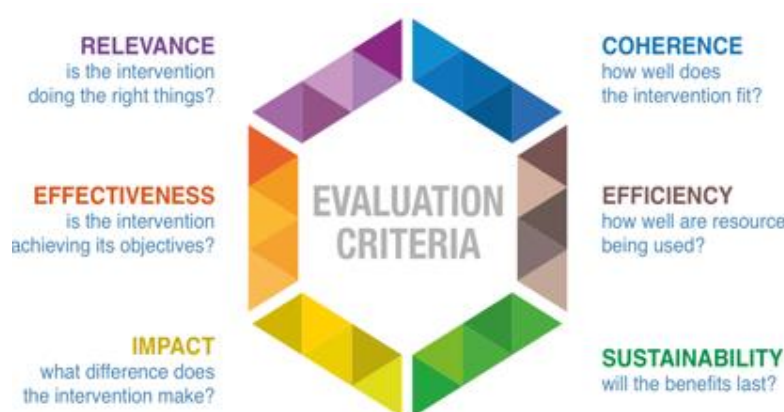 RELEVANCE
is the intervention
doing the right things?
COHERENCE
how well does
the intervention fit?
EFFECTIVENESS
is the intervention
achieving its objectives?
EVALUATION
CRITERIA
EFFICIENCY
how well are resource
being used?
IMPACT
what difference does
the intervention make?
SUSTAINABILITY
will the benefits last?